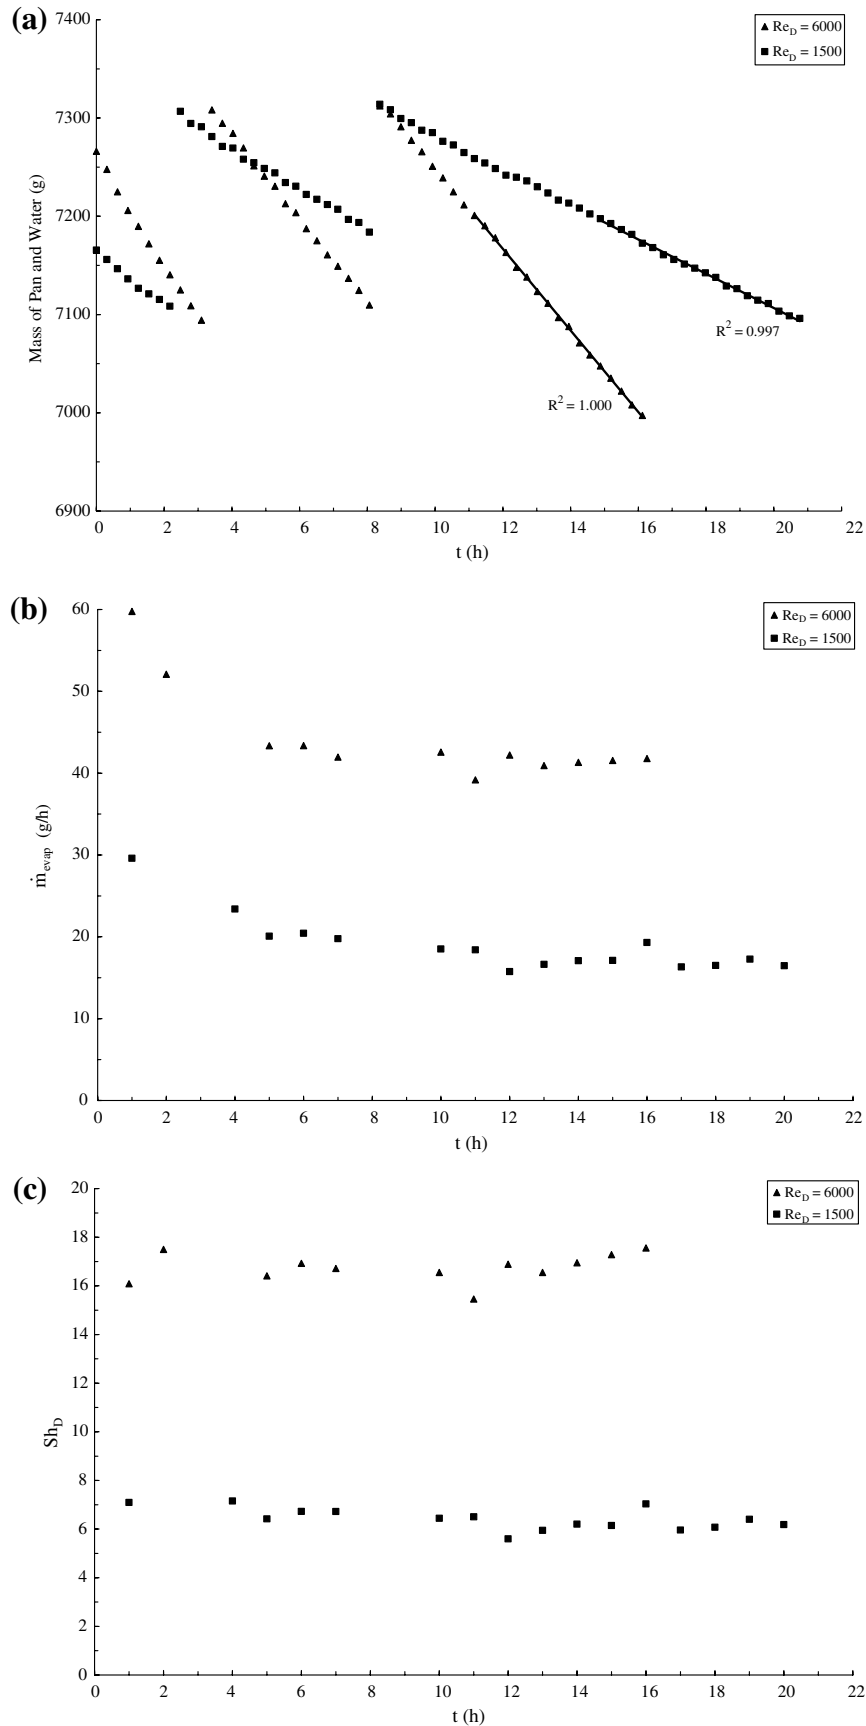 (a)
7400
7300
7200
7100
7000
6900
Mass of Pan and Water (g)
Re_D = 6000
Re_D = 1500
R^2 = 0.997
R^2 = 1.000
0 2 4 6 8 10 12 14 16 18 20 22
t (h)
(b)
60
50
40
30
20
10
0
ṁ_evap (g/h)
Re_D = 6000
Re_D = 1500
0 2 4 6 8 10 12 14 16 18 20 22
t (h)
(c)
20
18
16
14
12
10
8
6
4
2
0
Sh_D
Re_D = 6000
Re_D = 1500
0 2 4 6 8 10 12 14 16 18 20 22
t (h)